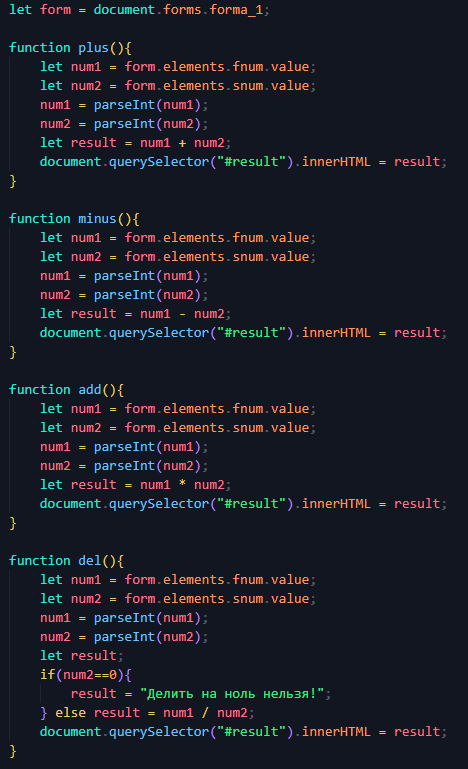 let form = document.forms.forma_1;

function plus(){
    let num1 = form.elements.fnum.value;
    let num2 = form.elements.snum.value;
    num1 = parseInt(num1);
    num2 = parseInt(num2);
    let result = num1 + num2;
    document.querySelector("#result").innerHTML = result;
}

function minus(){
    let num1 = form.elements.fnum.value;
    let num2 = form.elements.snum.value;
    num1 = parseInt(num1);
    num2 = parseInt(num2);
    let result = num1 - num2;
    document.querySelector("#result").innerHTML = result;
}

function add(){
    let num1 = form.elements.fnum.value;
    let num2 = form.elements.snum.value;
    num1 = parseInt(num1);
    num2 = parseInt(num2);
    let result = num1 * num2;
    document.querySelector("#result").innerHTML = result;
}

function del(){
    let num1 = form.elements.fnum.value;
    let num2 = form.elements.snum.value;
    num1 = parseInt(num1);
    num2 = parseInt(num2);
    let result;
    if(num2==0){
        result = "Делить на ноль нельзя!";
    } else result = num1 / num2;
    document.querySelector("#result").innerHTML = result;
}